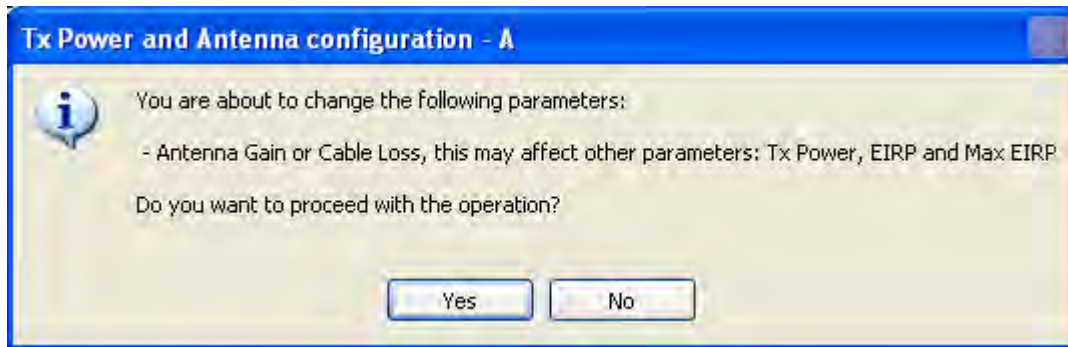 Tx Power and Antenna configuration - A
You are about to change the following parameters:
- Antenna Gain or Cable Loss, this may affect other parameters: Tx Power, EIRP and Max EIRP
Do you want to proceed with the operation?
Yes No